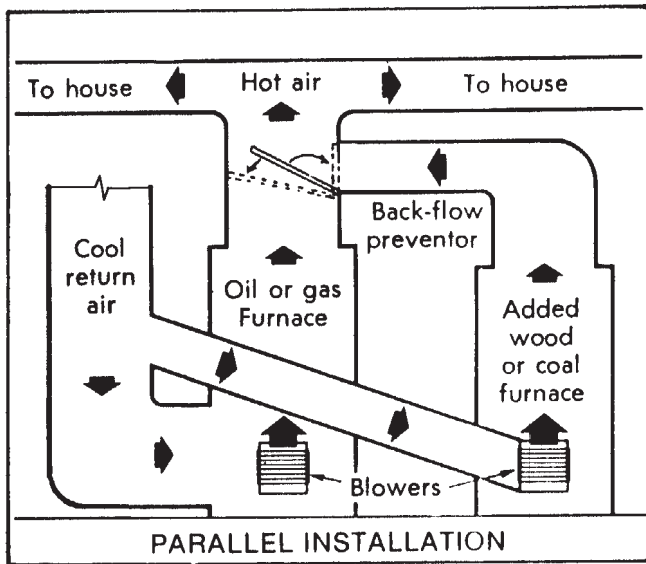 To house
Hot air
To house
Back-flow
preventor
Cool
return
air
Oil or gas
Furnace
Added
wood
or coal
furnace
Blowers
PARALLEL INSTALLATION